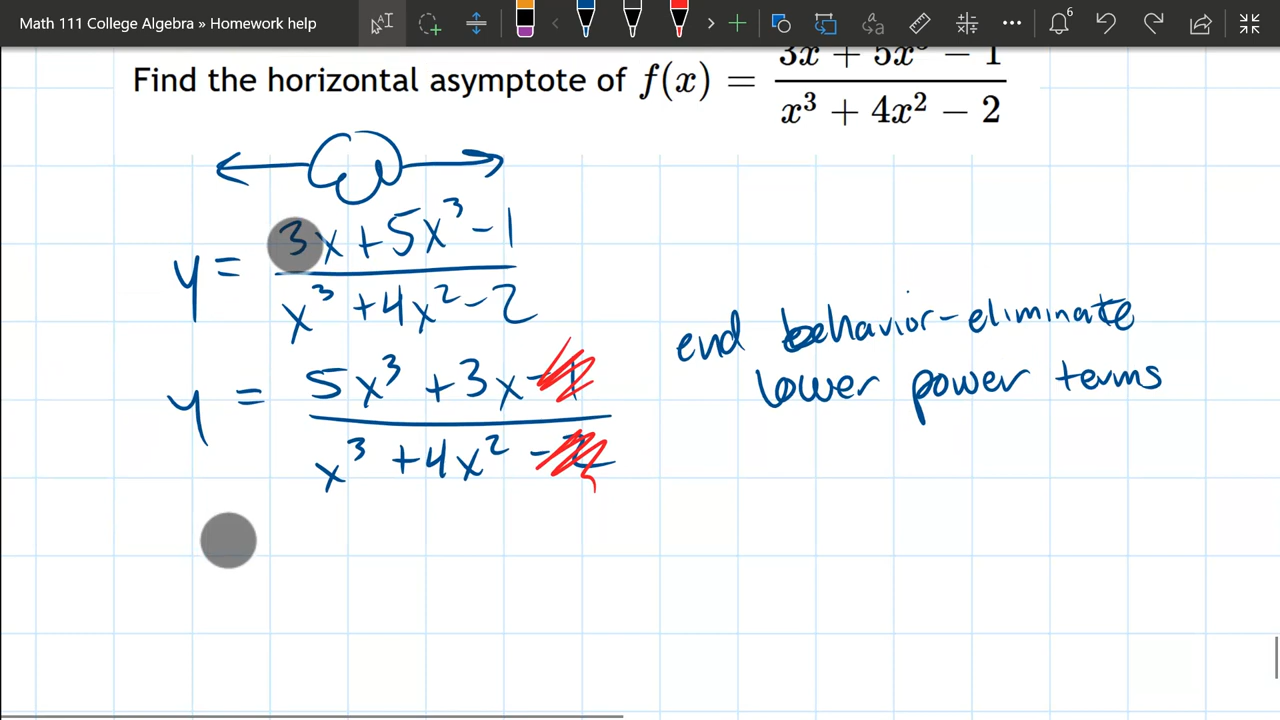 Math 111 College Algebra » Homework help
6
Find the horizontal asymptote of f(x) = (3x + 5x³ − 1)/(x³ + 4x² − 2)
y = (3x + 5x³ − 1)/(x³ + 4x² − 2)
end behavior - eliminate
lower power terms
y = (5x³ + 3x − 1)/(x³ + 4x² − 2)